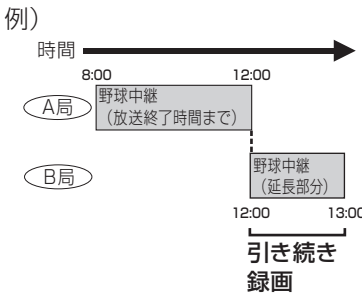 例）
時間
8:00 12:00
A局
野球中継
（放送終了時間まで）
B局
野球中継
（延長部分）
12:00 13:00
引き続き
録画